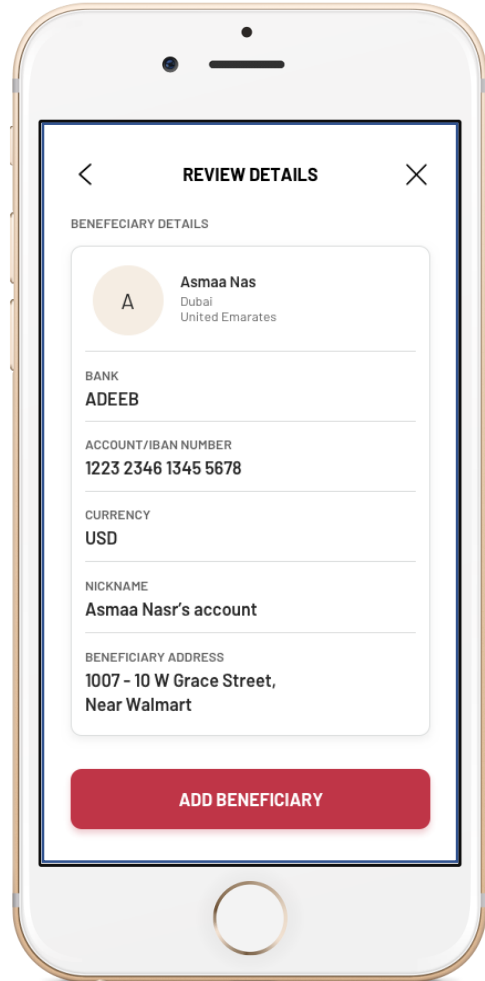 REVIEW DETAILS
BENEFECIARY DETAILS
A
Asmaa Nas
Dubai
United Emarates
BANK
ADEEB
ACCOUNT/IBAN NUMBER
1223 2346 1345 5678
CURRENCY
USD
NICKNAME
Asmaa Nasr’s account
BENEFICIARY ADDRESS
1007 - 10 W Grace Street,
Near Walmart
ADD BENEFICIARY